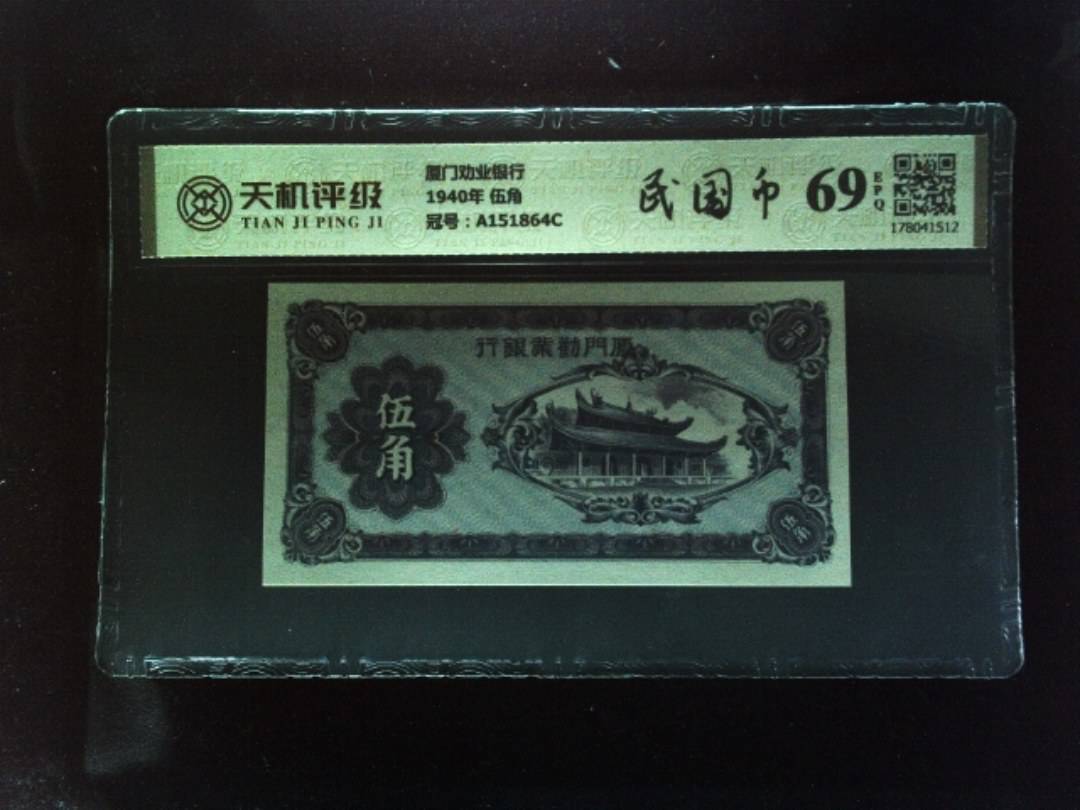 天机评级
TIAN JI PING JI
厦门劝业银行
1940年 伍角
冠号：A151864C
民国币
69
EPQ
178041512
行銀業勸門厦
伍角
伍角
伍角
伍角
伍角